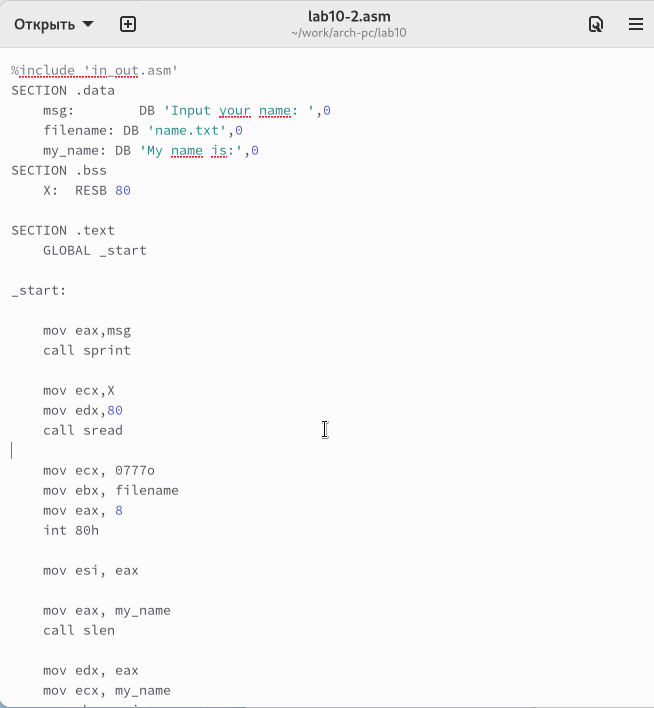 Открыть
lab10-2.asm
~/work/arch-pc/lab10
%include 'in_out.asm'
SECTION .data
    msg:        DB 'Input your name: ',0
    filename: DB 'name.txt',0
    my_name: DB 'My name is:',0
SECTION .bss
    X:  RESB 80
SECTION .text
    GLOBAL _start
_start:
    mov eax,msg
    call sprint
    mov ecx,X
    mov edx,80
    call sread
    mov ecx, 0777o
    mov ebx, filename
    mov eax, 8
    int 80h
    mov esi, eax
    mov eax, my_name
    call slen
    mov edx, eax
    mov ecx, my_name